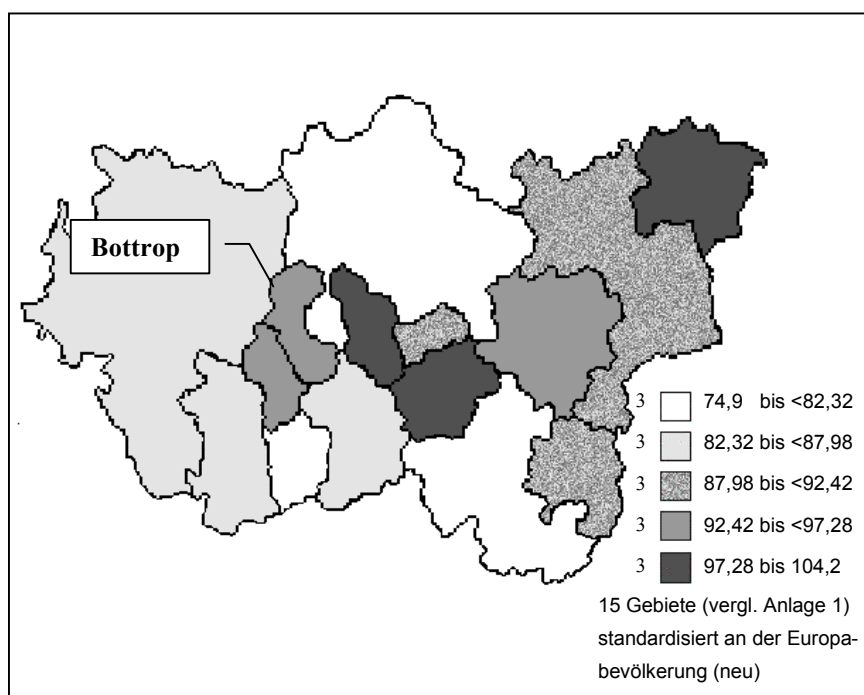 Bottrop
3 74,9 bis <82,32
3 82,32 bis <87,98
3 87,98 bis <92,42
3 92,42 bis <97,28
3 97,28 bis 104,2
15 Gebiete (vergl. Anlage 1)
standardisiert an der Europa-
bevölkerung (neu)